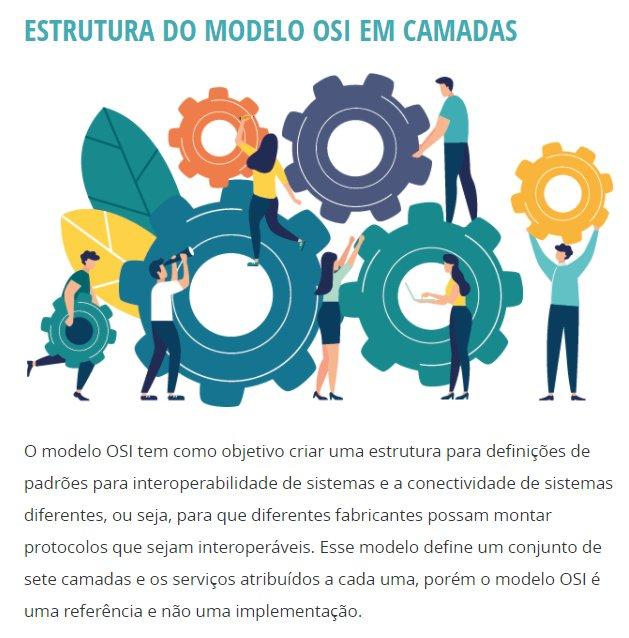 ESTRUTURA DO MODELO OSI EM CAMADAS
O modelo OSI tem como objetivo criar uma estrutura para definições de
padrões para interoperabilidade de sistemas e a conectividade de sistemas
diferentes, ou seja, para que diferentes fabricantes possam montar
protocolos que sejam interoperáveis. Esse modelo define um conjunto de
sete camadas e os serviços atribuídos a cada uma, porém o modelo OSI é
uma referência e não uma implementação.